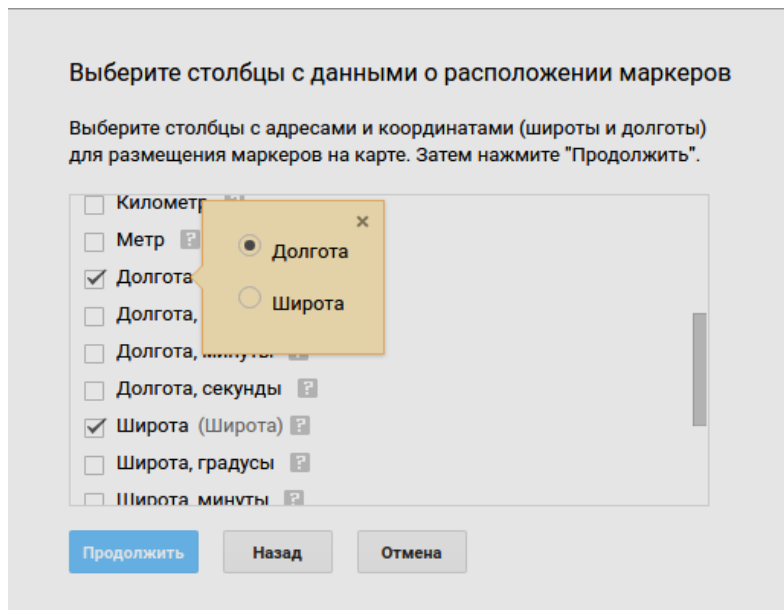 Выберите столбцы с данными о расположении маркеров
Выберите столбцы с адресами и координатами (широты и долготы)
для размещения маркеров на карте. Затем нажмите "Продолжить".
Километр ?
Метр ?
Долгота
Долгота,
Долгота, минуты ?
Долгота, секунды ?
Широта (Широта) ?
Широта, градусы ?
Широта, минуты ?
×
Долгота
Широта
Продолжить
Назад
Отмена